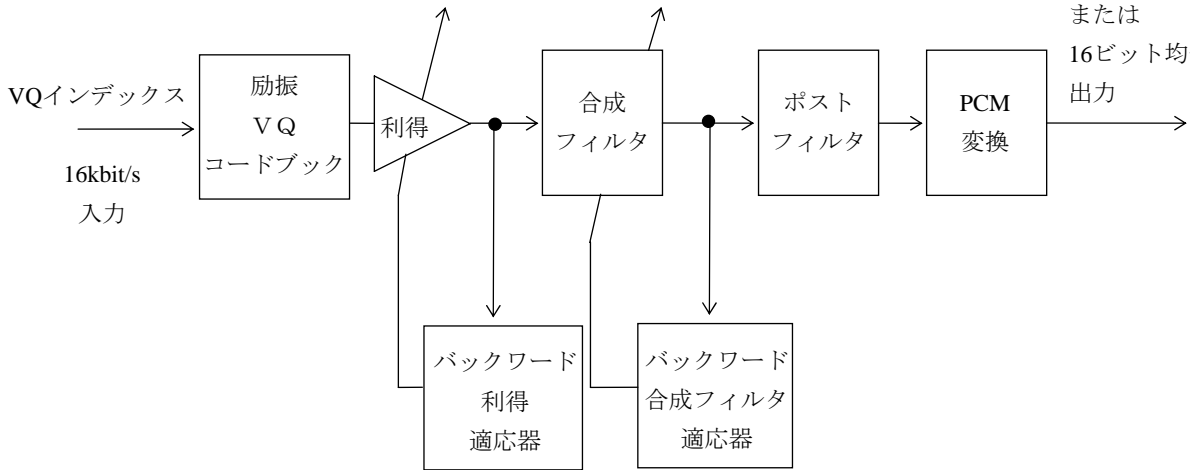 VQインデックス
16kbit/s
入力
励振
ＶＱ
コードブック
利得
合成
フィルタ
ポスト
フィルタ
PCM
変換
または
16ビット均
出力
バックワード
利得
適応器
バックワード
合成フィルタ
適応器